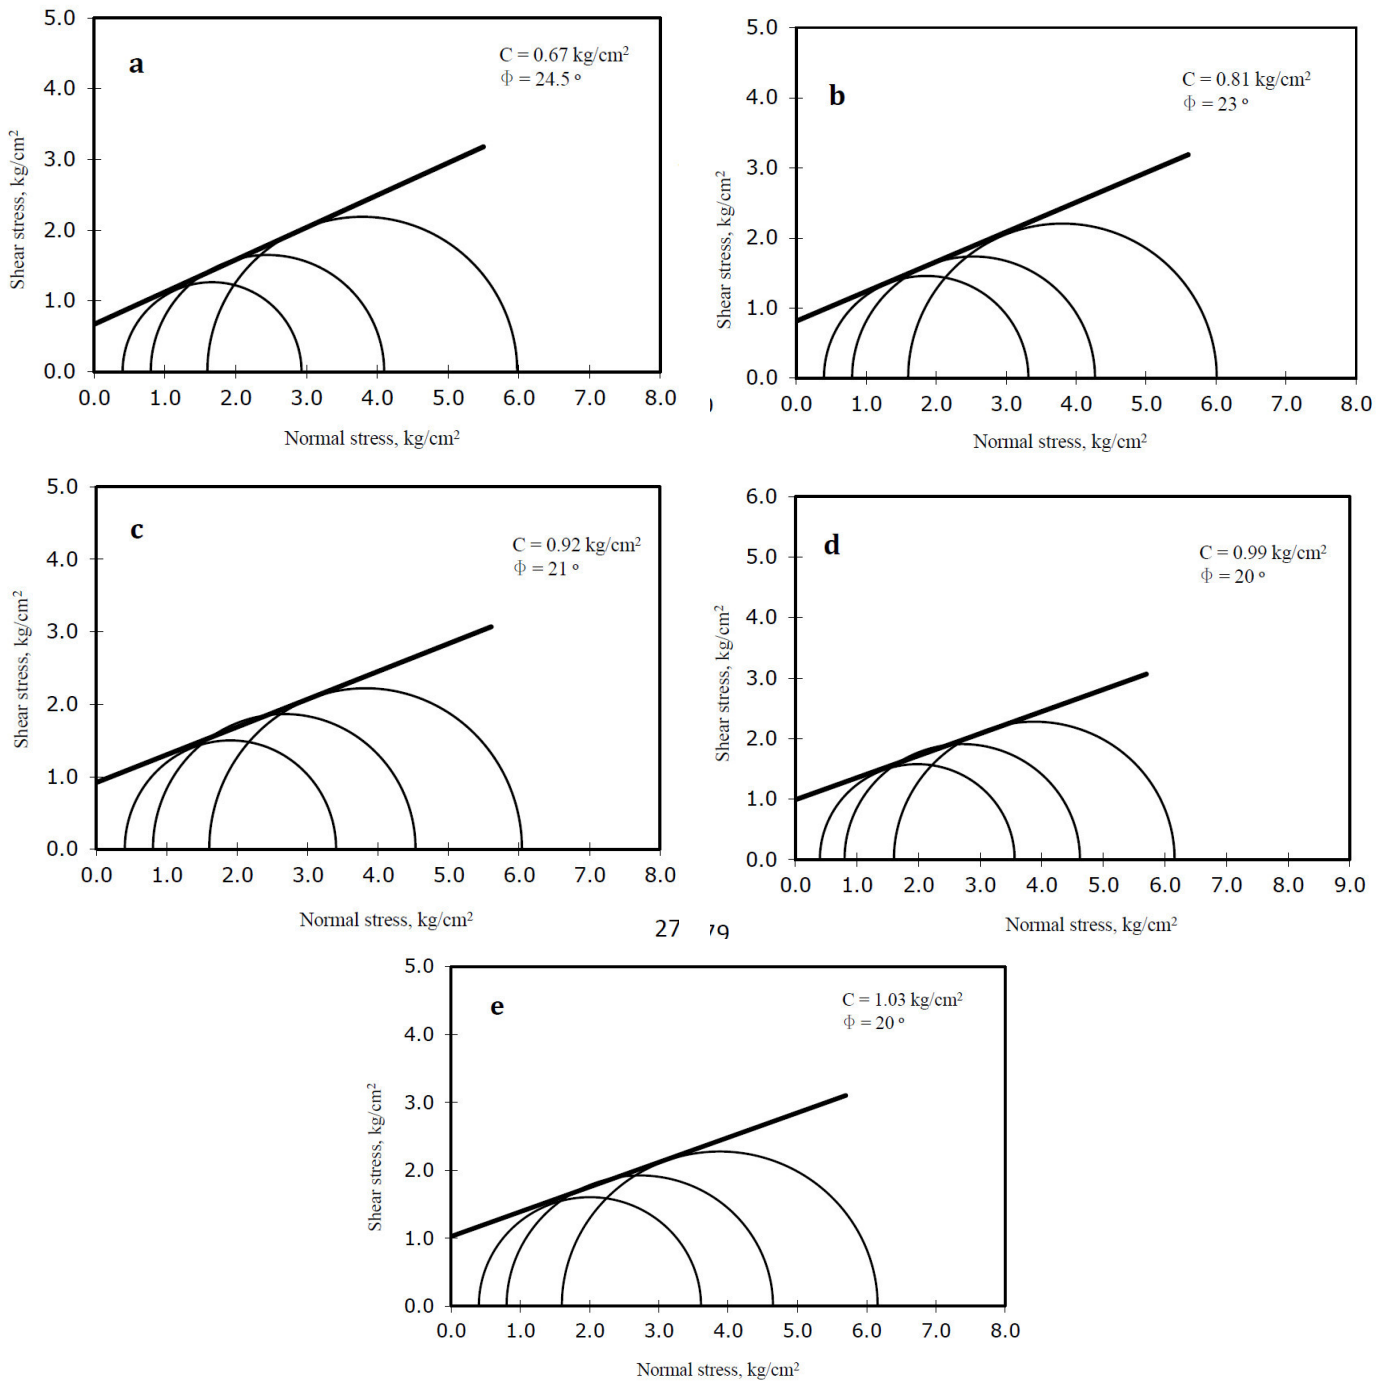 a
C = 0.67 kg/cm²
Φ = 24.5 °
5.0
4.0
3.0
2.0
1.0
0.0
Shear stress, kg/cm²
0.0 1.0 2.0 3.0 4.0 5.0 6.0 7.0 8.0
Normal stress, kg/cm²
b
C = 0.81 kg/cm²
Φ = 23 °
5.0
4.0
3.0
2.0
1.0
0.0
Shear stress, kg/cm²
0.0 1.0 2.0 3.0 4.0 5.0 6.0 7.0 8.0
Normal stress, kg/cm²
c
C = 0.92 kg/cm²
Φ = 21 °
5.0
4.0
3.0
2.0
1.0
0.0
Shear stress, kg/cm²
0.0 1.0 2.0 3.0 4.0 5.0 6.0 7.0 8.0
Normal stress, kg/cm²
27
d
C = 0.99 kg/cm²
Φ = 20 °
6.0
5.0
4.0
3.0
2.0
1.0
0.0
Shear stress, kg/cm²
0.0 1.0 2.0 3.0 4.0 5.0 6.0 7.0 8.0 9.0
Normal stress, kg/cm²
79
e
C = 1.03 kg/cm²
Φ = 20 °
5.0
4.0
3.0
2.0
1.0
0.0
Shear stress, kg/cm²
0.0 1.0 2.0 3.0 4.0 5.0 6.0 7.0 8.0
Normal stress, kg/cm²